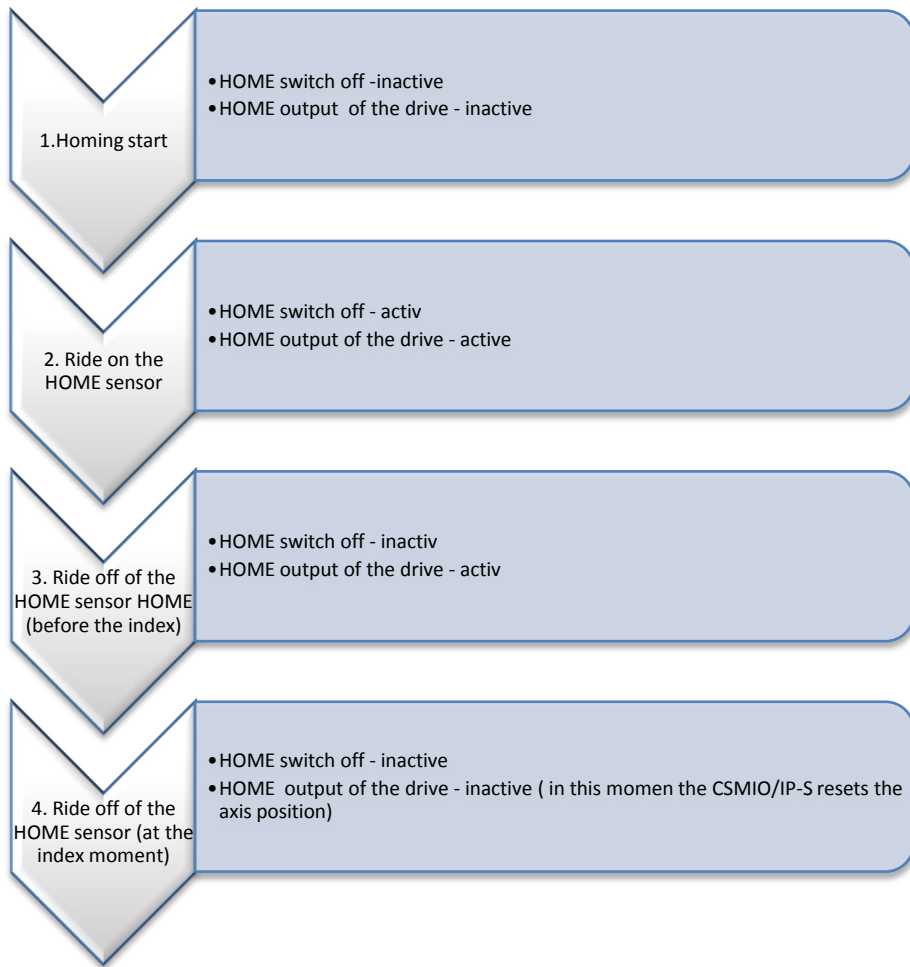 1.Homing start
•HOME switch off -inactive
•HOME output of the drive - inactive
2. Ride on the
HOME sensor
•HOME switch off - activ
•HOME output of the drive - active
3. Ride off of the
HOME sensor HOME
(before the index)
•HOME switch off - inactiv
•HOME output of the drive - activ
4. Ride off of the
HOME sensor (at the
index moment)
•HOME switch off - inactive
•HOME output of the drive - inactive ( in this momen the CSMIO/IP-S resets the
axis position)